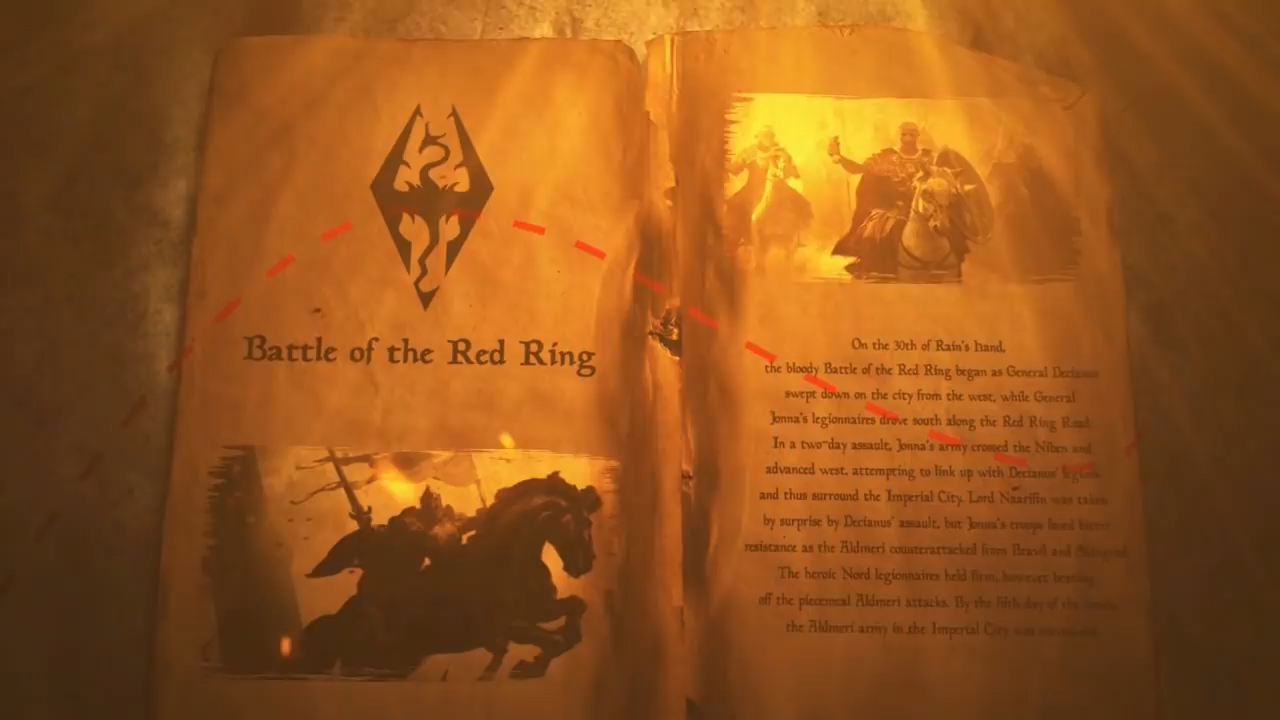 Battle of the Red Ring
On the 30th of Rain's Hand,
the bloody Battle of the Red Ring began as General Decianus
swept down on the city from the west, while General
Jonna's legionnaires drove south along the Red Ring Road.
In a two-day assault, Jonna's army crossed the Niben and
advanced west, attempting to link up with Decianus' legions
and thus surround the Imperial City. Lord Naarifin was taken
by surprise by Decianus' assault, but Jonna's troops faced bitter
resistance as the Aldmeri counterattacked from Bravil and
The heroic Nord legionnaires held firm, however, beating
off the piecemeal Aldmeri attacks. By the fifth day of the
the Aldmeri army in the Imperial City was